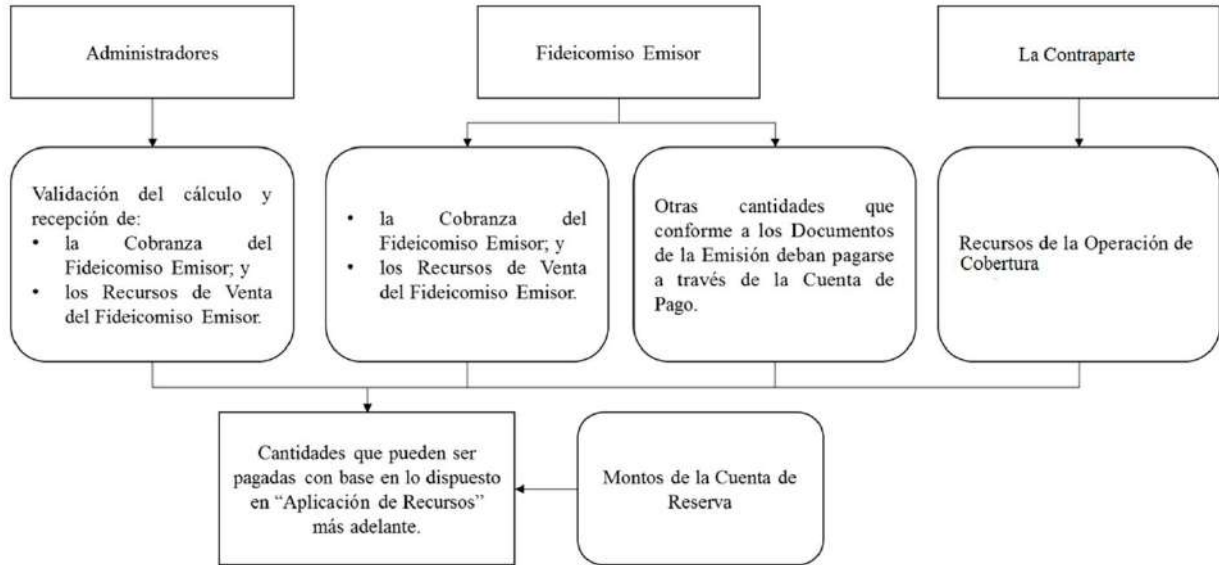 Administradores
Fideicomiso Emisor
La Contraparte
Validación del cálculo y
recepción de:
• la Cobranza del
Fideicomiso Emisor; y
• los Recursos de Venta
del Fideicomiso Emisor.
• la Cobranza del
Fideicomiso Emisor; y
• los Recursos de Venta
del Fideicomiso Emisor.
Otras cantidades que
conforme a los Documentos
de la Emisión deban pagarse
a través de la Cuenta de
Pago.
Recursos de la Operación de
Cobertura
Cantidades que pueden ser
pagadas con base en lo dispuesto
en “Aplicación de Recursos”
más adelante.
Montos de la Cuenta de
Reserva